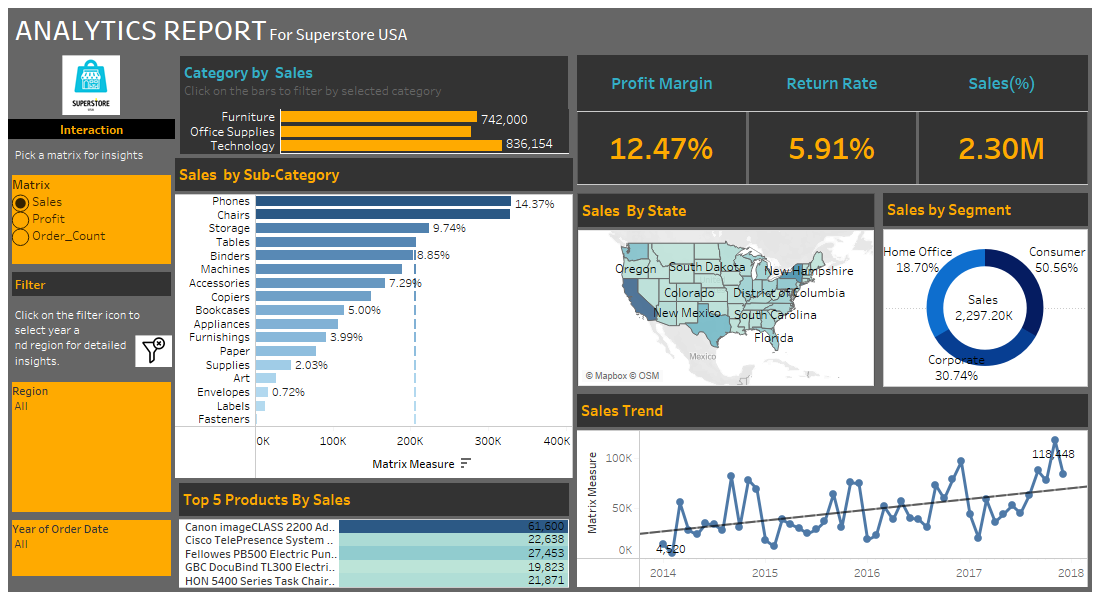 ANALYTICS REPORT For Superstore USA
SUPERSTORE
USA
Interaction
Pick a matrix for insights
Matrix
Sales
Profit
Order_Count
Filter
Click on the filter icon to
select year a
nd region for detailed
insights.
Region
All
Year of Order Date
All
Category by Sales
Click on the bars to filter by selected category
Furniture 742,000
Office Supplies
Technology 836,154
Sales by Sub-Category
Phones 14.37%
Chairs
Storage 9.74%
Tables
Binders 8.85%
Machines
Accessories 7.29%
Copiers
Bookcases 5.00%
Appliances
Furnishings 3.99%
Paper
Supplies 2.03%
Art
Envelopes 0.72%
Labels
Fasteners
0K 100K 200K 300K 400K
Matrix Measure
Top 5 Products By Sales
Canon imageCLASS 2200 Ad.. 61,600
Cisco TelePresence System .. 22,638
Fellowes PB500 Electric Pun.. 27,453
GBC DocuBind TL300 Electri.. 19,823
HON 5400 Series Task Chair.. 21,871
Profit Margin Return Rate Sales(%)
12.47% 5.91% 2.30M
Sales By State
Oregon South Dakota New Hampshire
Colorado District of Columbia
New Mexico South Carolina
Florida
Mexico
© Mapbox © OSM
Sales by Segment
Home Office
18.70%
Consumer
50.56%
Sales
2,297.20K
Corporate
30.74%
Sales Trend
Matrix Measure
100K
50K
0K
118,448
4,520
2014 2015 2016 2017 2018